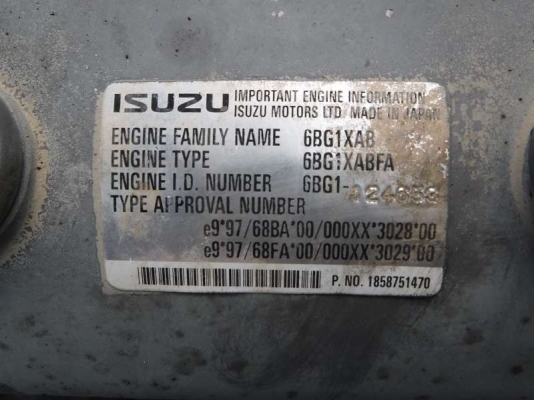 ISUZU IMPORTANT ENGINE INFORMATION
ISUZU MOTORS LTD. MADE IN JAPAN
ENGINE FAMILY NAME 6BG1XAB
ENGINE TYPE 6BG1XABFA
ENGINE I.D. NUMBER 6BG1-
TYPE APPROVAL NUMBER
e9*97/68BA*00/000XX*3028*00
e9*97/68FA*00/000XX*3029*00
P. NO. 1858751470